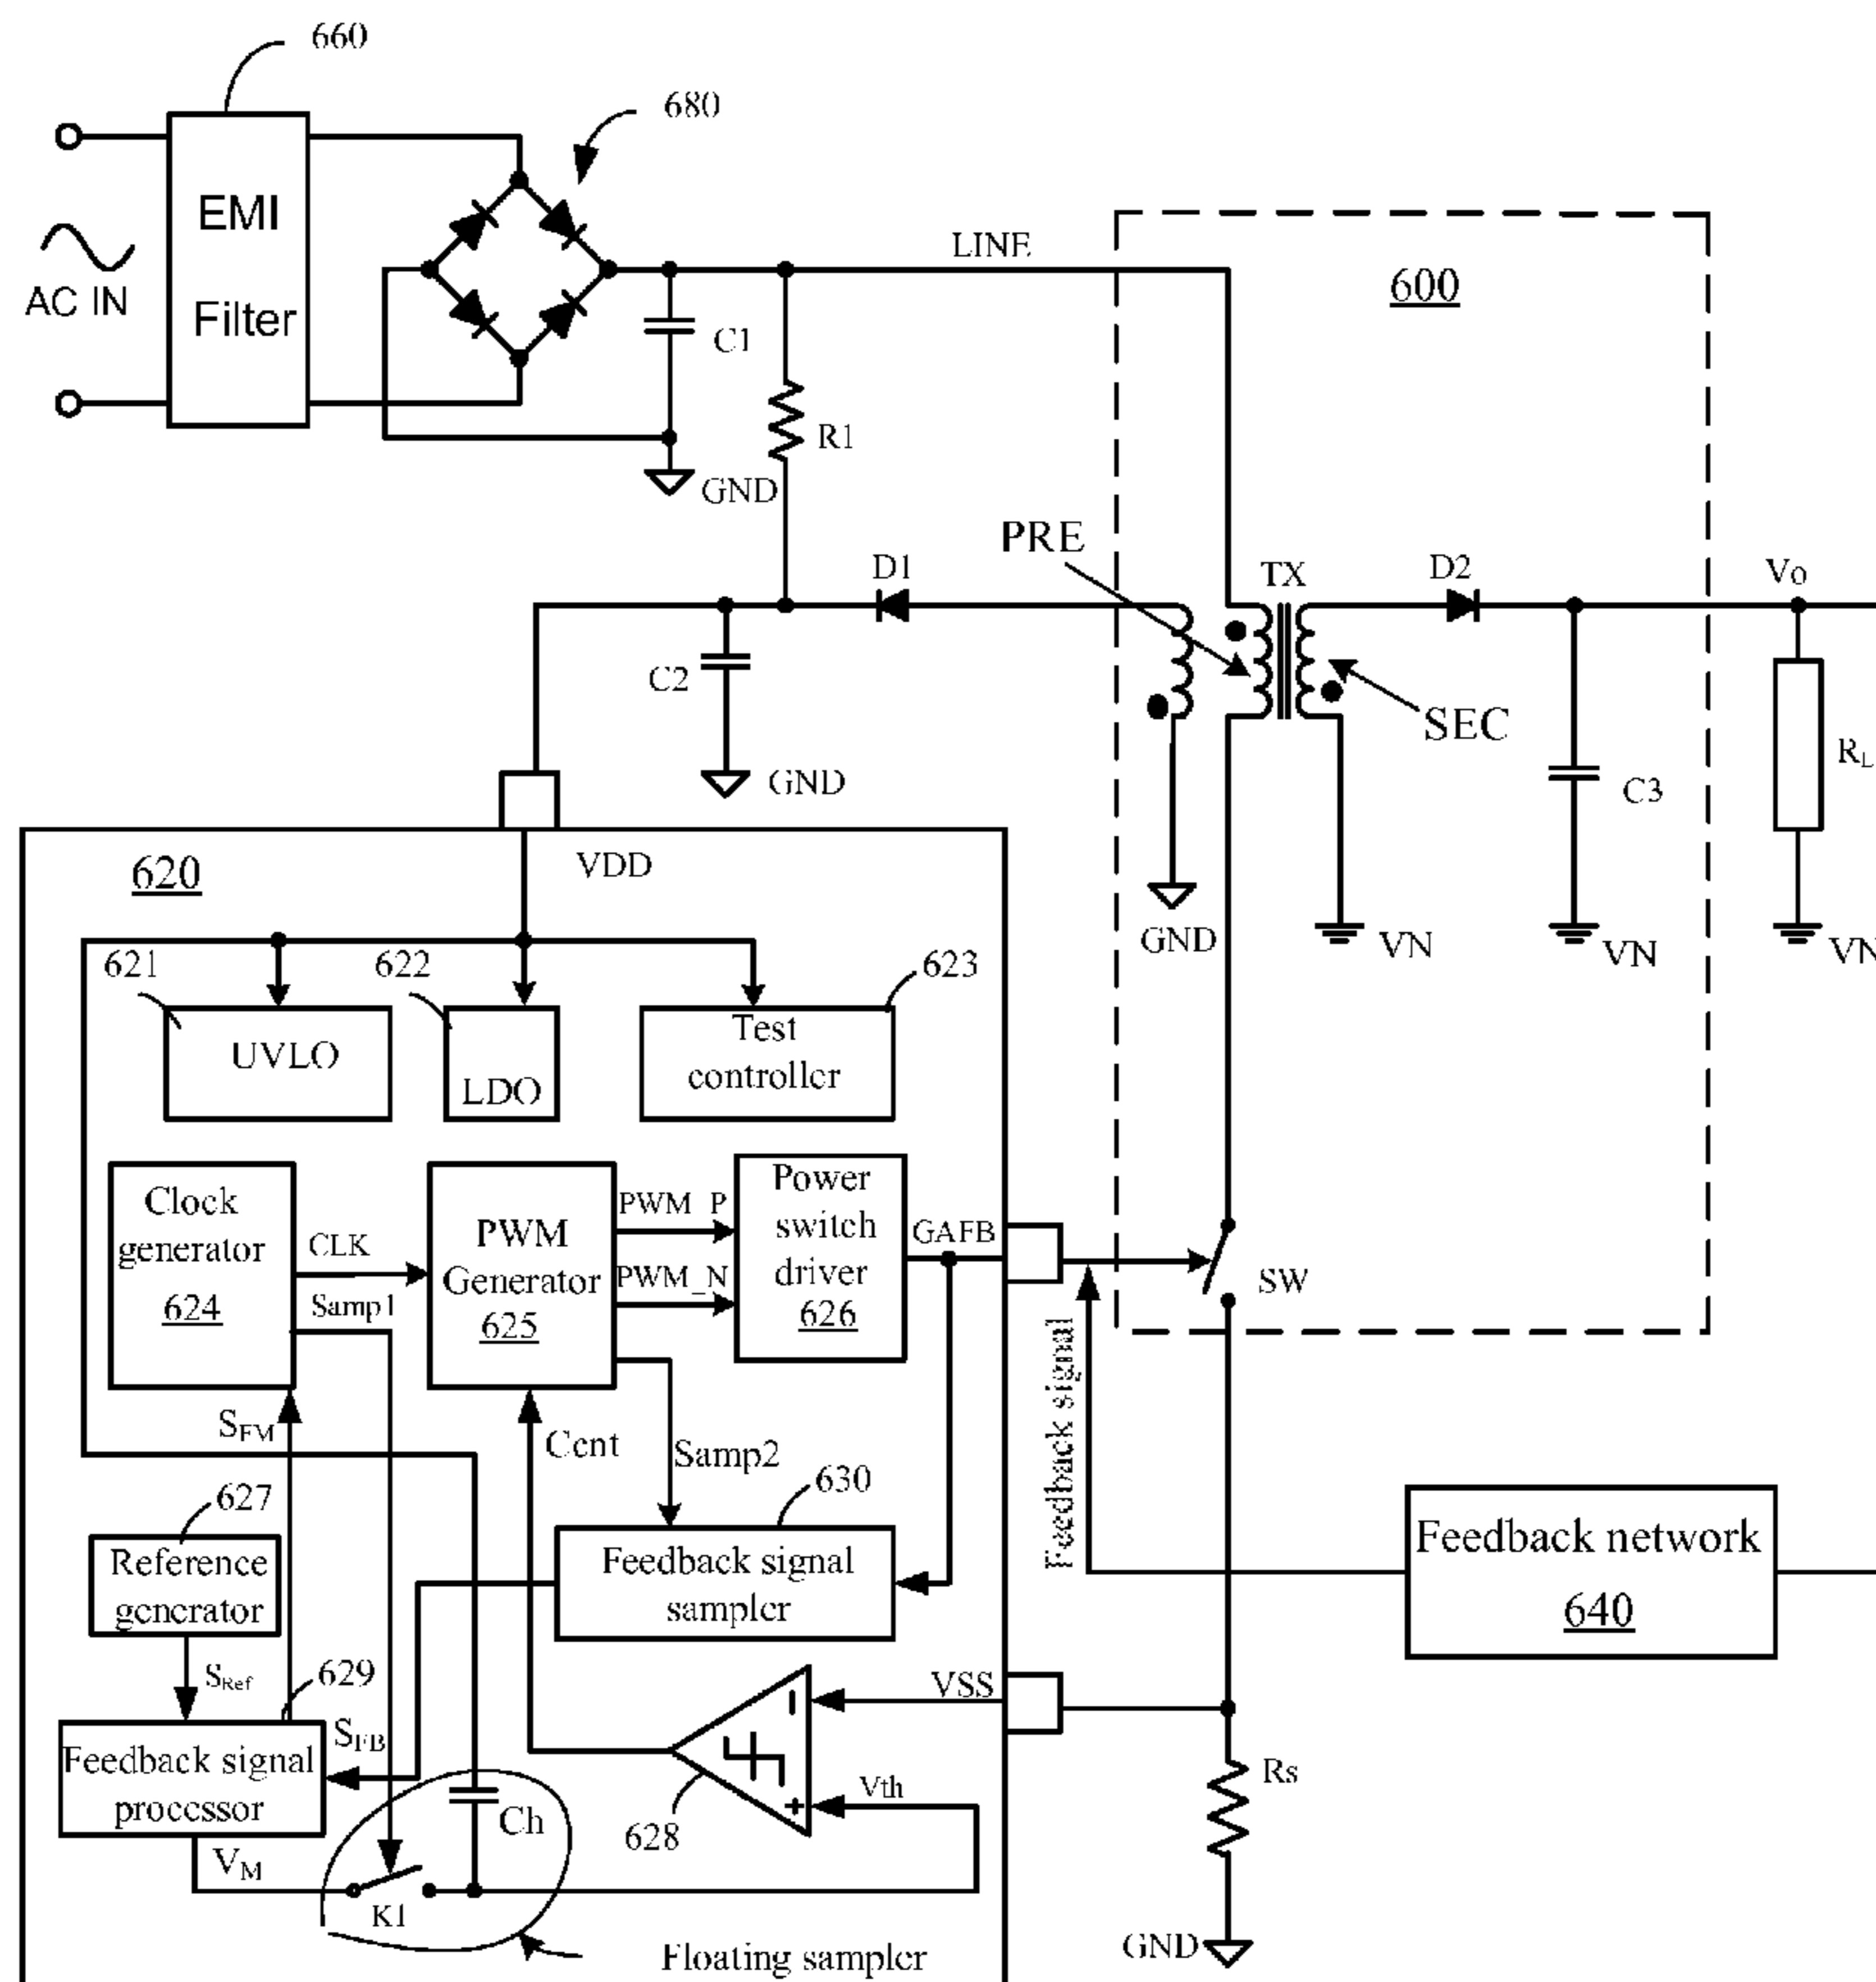 660
680
EMI
Filter
AC IN
LINE
600
C1
R1
GND
PRE
D1
TX
D2
Vo
C2
SEC
RL
C3
GND
VDD
620
GND
VN
VN
VN
621
622
623
UVLO
LDO
Test
controller
Clock
generator
624
CLK
Samp1
PWM
Generator
625
PWM_P
PWM_N
Power
switch
driver
626
GAFB
SW
Feedback signal
SFM
Cent
Samp2
630
627
Reference
generator
Feedback signal
sampler
Feedback network
640
SRef
629
SFB
VSS
Feedback signal
processor
Vth
Rs
Ch
628
VM
K1
GND
Floating sampler